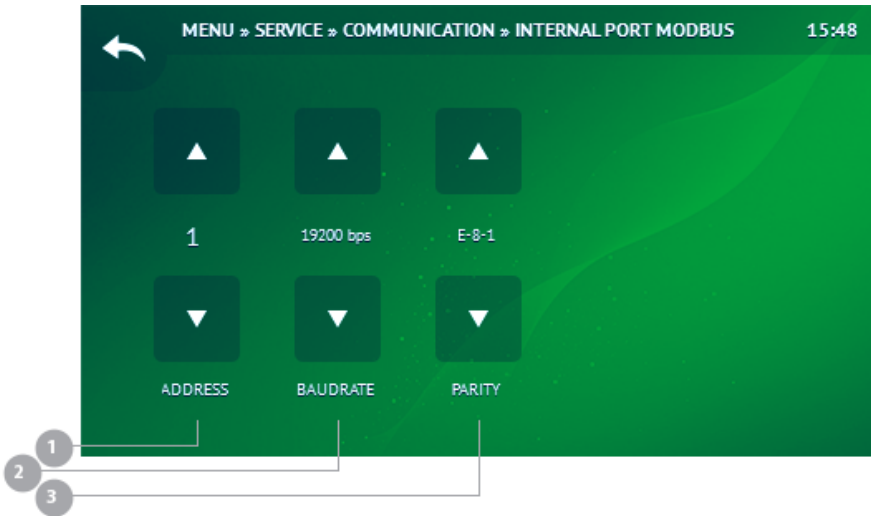 MENU » SERVICE » COMMUNICATION » INTERNAL PORT MODBUS 15:48
1 19200 bps E-8-1
ADDRESS BAUDRATE PARITY
1
2
3